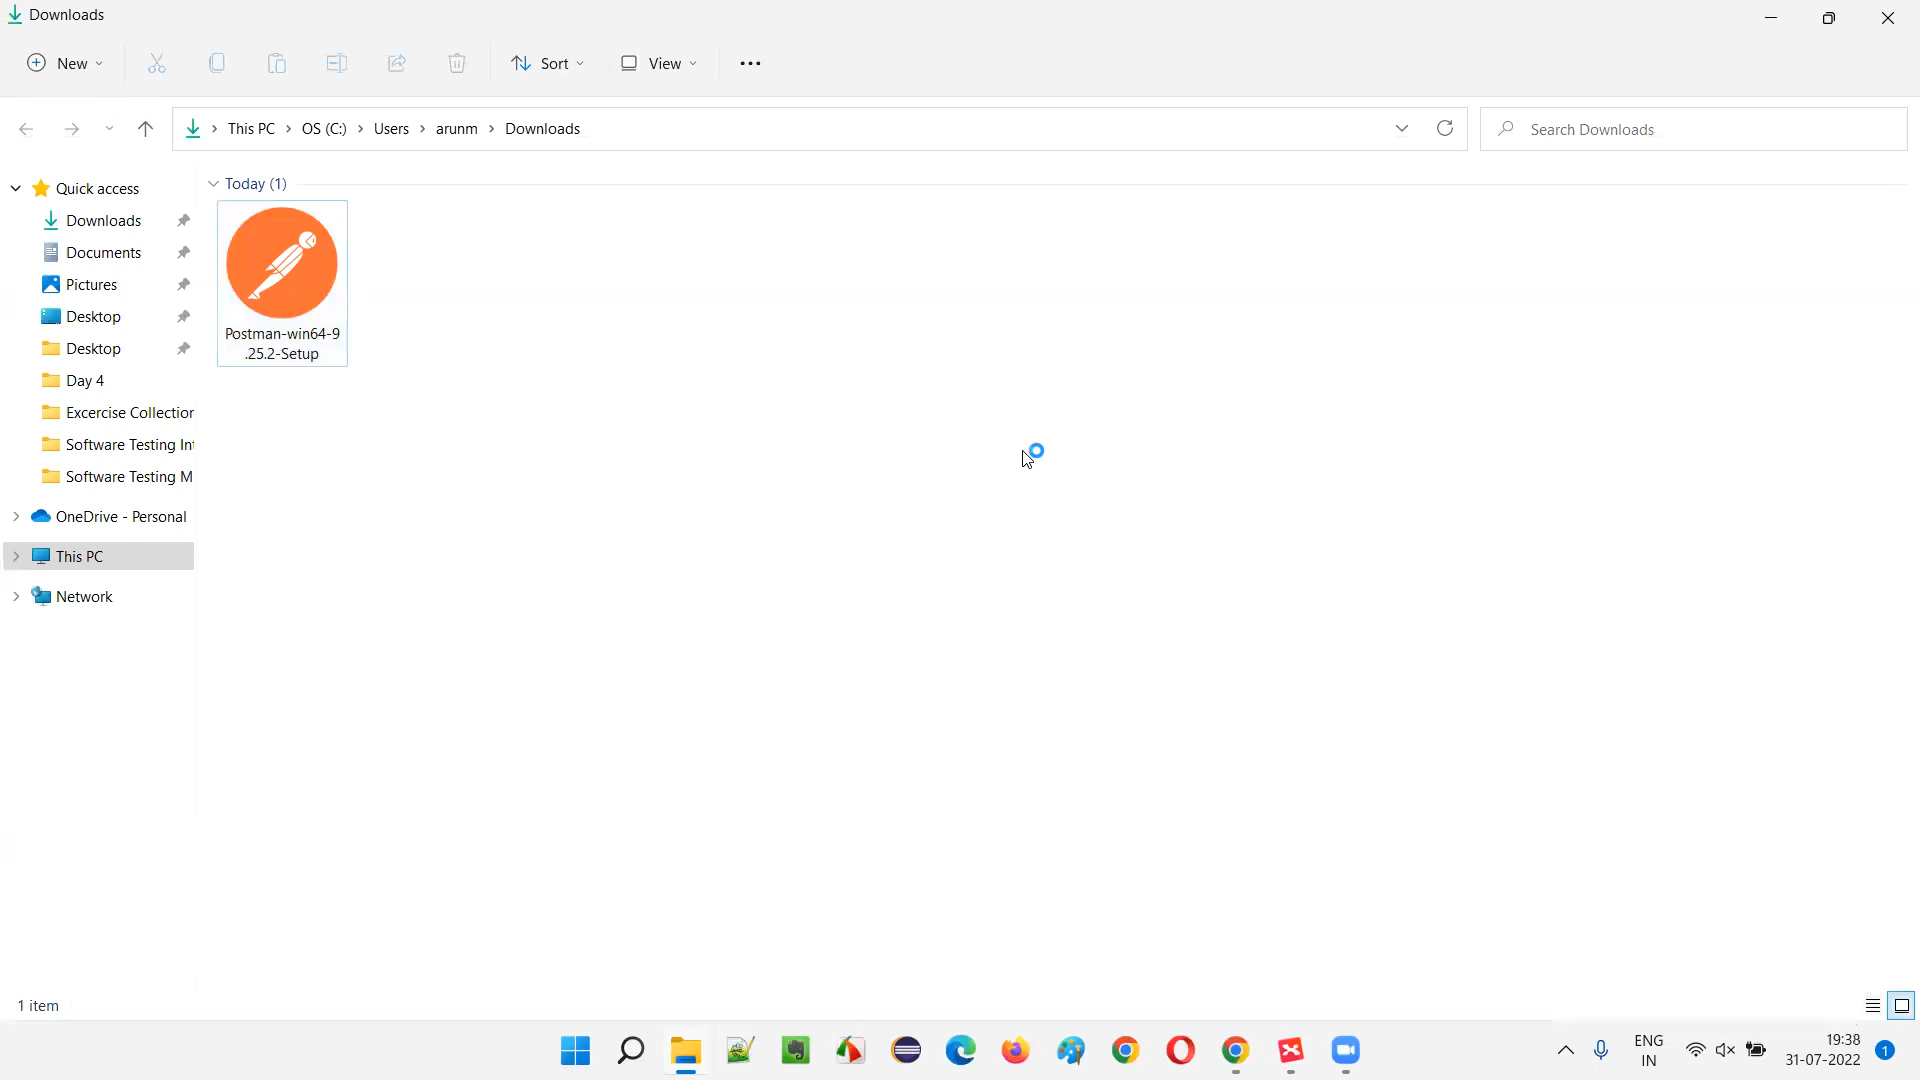 Downloads
New
Sort
View
This PC
OS (C:)
Users
arunm
Downloads
Search Downloads
Quick access
Downloads
Documents
Pictures
Desktop
Desktop
Day 4
Excercise Collection
Software Testing Int
Software Testing M
OneDrive - Personal
This PC
Network
Today (1)
Postman-win64-9
.25.2-Setup
1 item
ENG
IN
19:38
31-07-2022
1